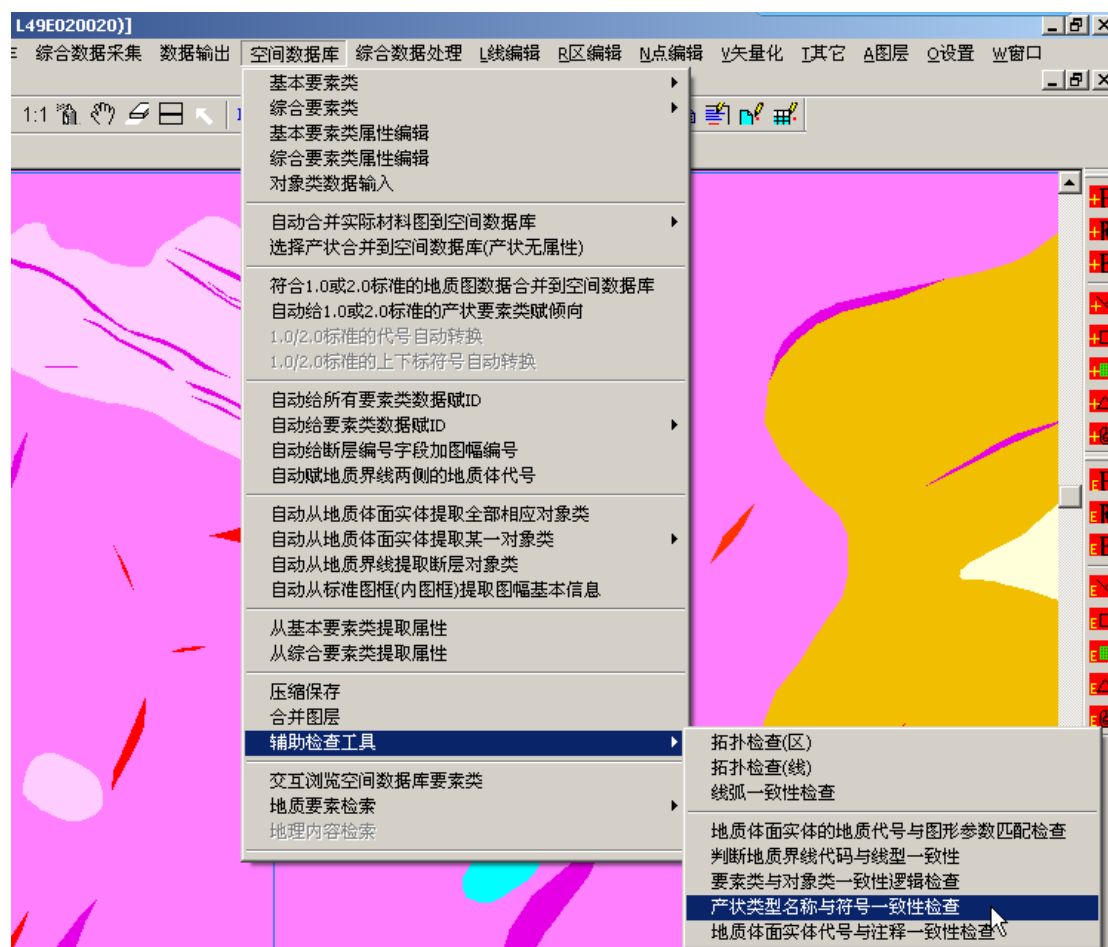 L49E020020)]
综合数据采集 数据输出 空间数据库 综合数据处理 L线编辑 R区编辑 N点编辑 V矢量化 I其它 A图层 O设置 W窗口
基本要素类
综合要素类
1:1
基本要素类属性编辑
综合要素类属性编辑
对象类数据输入
自动合并实际材料图到空间数据库
选择产状合并到空间数据库(产状无属性)
符合1.0或2.0标准的地质图数据合并到空间数据库
自动给1.0或2.0标准的产状要素类赋倾向
1.0/2.0标准的代号自动转换
1.0/2.0标准的上下标符号自动转换
自动给所有要素类数据赋ID
自动给要素类数据赋ID
自动给断层编号字段加图幅编号
自动赋地质界线两侧的地质体代号
自动从地质体面实体提取全部相应对象类
自动从地质体面实体提取某一对象类
自动从地质界线提取断层对象类
自动从标准图框(内图框)提取图幅基本信息
从基本要素类提取属性
从综合要素类提取属性
压缩保存
合并图层
辅助检查工具
交互浏览空间数据库要素类
地质要素检索
地理内容检索
拓扑检查(区)
拓扑检查(线)
线弧一致性检查
地质体面实体的地质代号与图形参数匹配检查
判断地质界线代码与线型一致性
要素类与对象类一致性逻辑检查
产状类型名称与符号一致性检查
地质体面实体代号与注释一致性检查